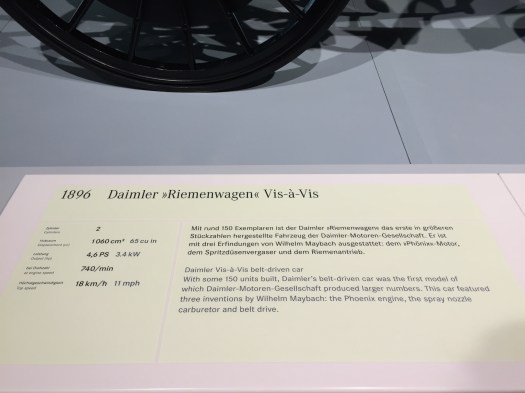 1896 Daimler »Riemenwagen« Vis-à-Vis
2
1 060 cm³ 65 cu in
4,6 PS 3,4 kW
740/min
18 km/h 11 mph
Mit rund 150 Exemplaren ist der Daimler »Riemenwagen« das erste in größeren
Stückzahlen hergestellte Fahrzeug der Daimler-Motoren-Gesellschaft. Er ist
mit drei Erfindungen von Wilhelm Maybach ausgestattet: dem »Phönix«-Motor,
dem Spritzdüsenvergaser und dem Riemenantrieb.
Daimler Vis-à-Vis belt-driven car
With some 150 units built, Daimler's belt-driven car was the first model of
which Daimler-Motoren-Gesellschaft produced larger numbers. This car featured
three inventions by Wilhelm Maybach: the Phoenix engine, the spray nozzle
carburetor and belt drive.